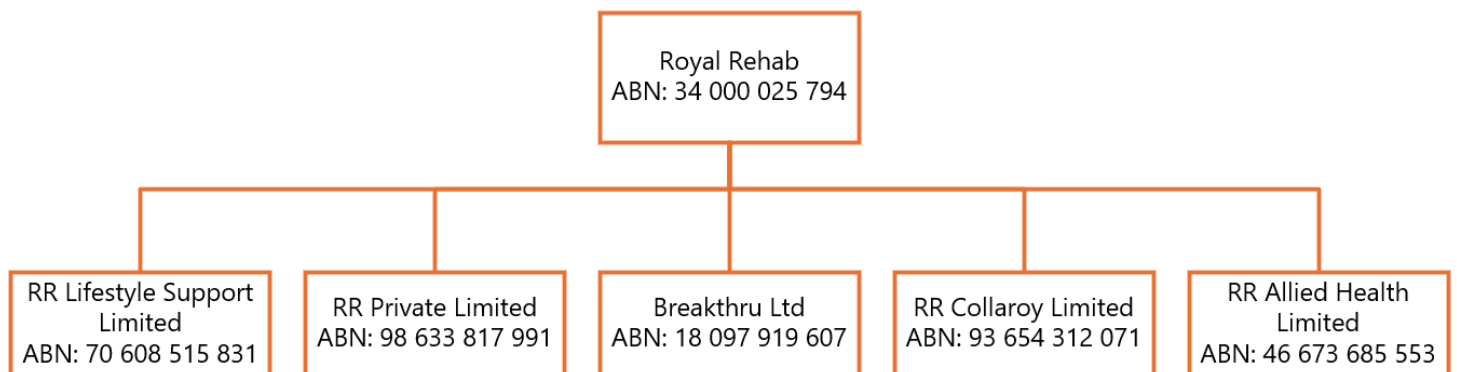 Royal Rehab
ABN: 34 000 025 794
RR Lifestyle Support
Limited
ABN: 70 608 515 831
RR Private Limited
ABN: 98 633 817 991
Breakthru Ltd
ABN: 18 097 919 607
RR Collaroy Limited
ABN: 93 654 312 071
RR Allied Health
Limited
ABN: 46 673 685 553